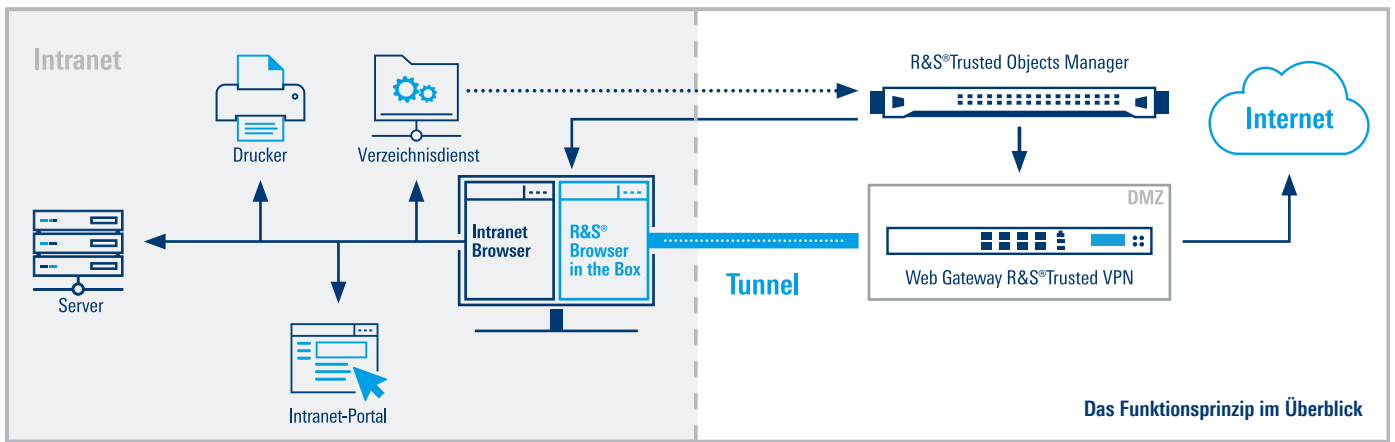 Intranet
Drucker
Verzeichnisdienst
R&S®Trusted Objects Manager
Internet
Server
Intranet
Browser
R&S®
Browser
in the Box
Tunnel
DMZ
Web Gateway R&S®Trusted VPN
Intranet-Portal
Das Funktionsprinzip im Überblick